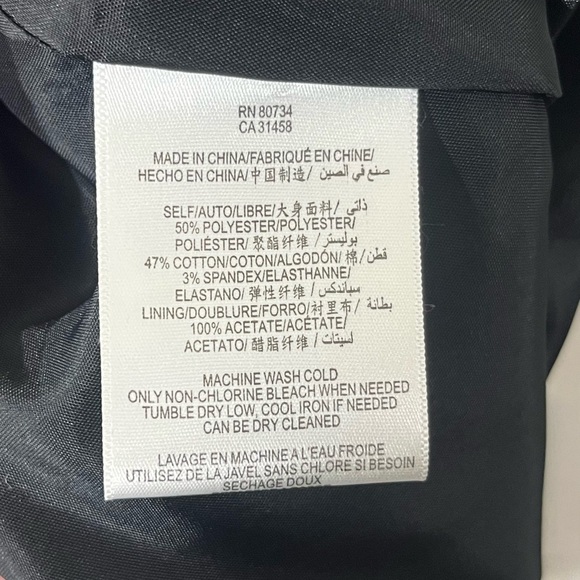 RN 80734
CA 31458
MADE IN CHINA/FABRIQUÉ EN CHINE/
HECHO EN CHINA/中国制造/ صنع في الصين
SELF/AUTO/LIBRE/大身面料/ ذاتي
50% POLYESTER/POLYESTER/
POLIÉSTER/ 聚酯纤维 / بوليستر
47% COTTON/COTON/ALGODÓN/ 棉/ قطن
3% SPANDEX/ELASTHANNE/
ELASTANO/ 弹性纤维 / سباندكس
LINING/DOUBLURE/FORRO/衬里布/ بطانة
100% ACETATE/ACÉTATE/
ACETATO/ 醋酯纤维 / اسيتات
MACHINE WASH COLD
ONLY NON-CHLORINE BLEACH WHEN NEEDED
TUMBLE DRY LOW, COOL IRON IF NEEDED
CAN BE DRY CLEANED
LAVAGE EN MACHINE A L'EAU FROIDE
UTILISEZ DE LA JAVEL SANS CHLORE SI BESOIN
SECHAGE DOUX